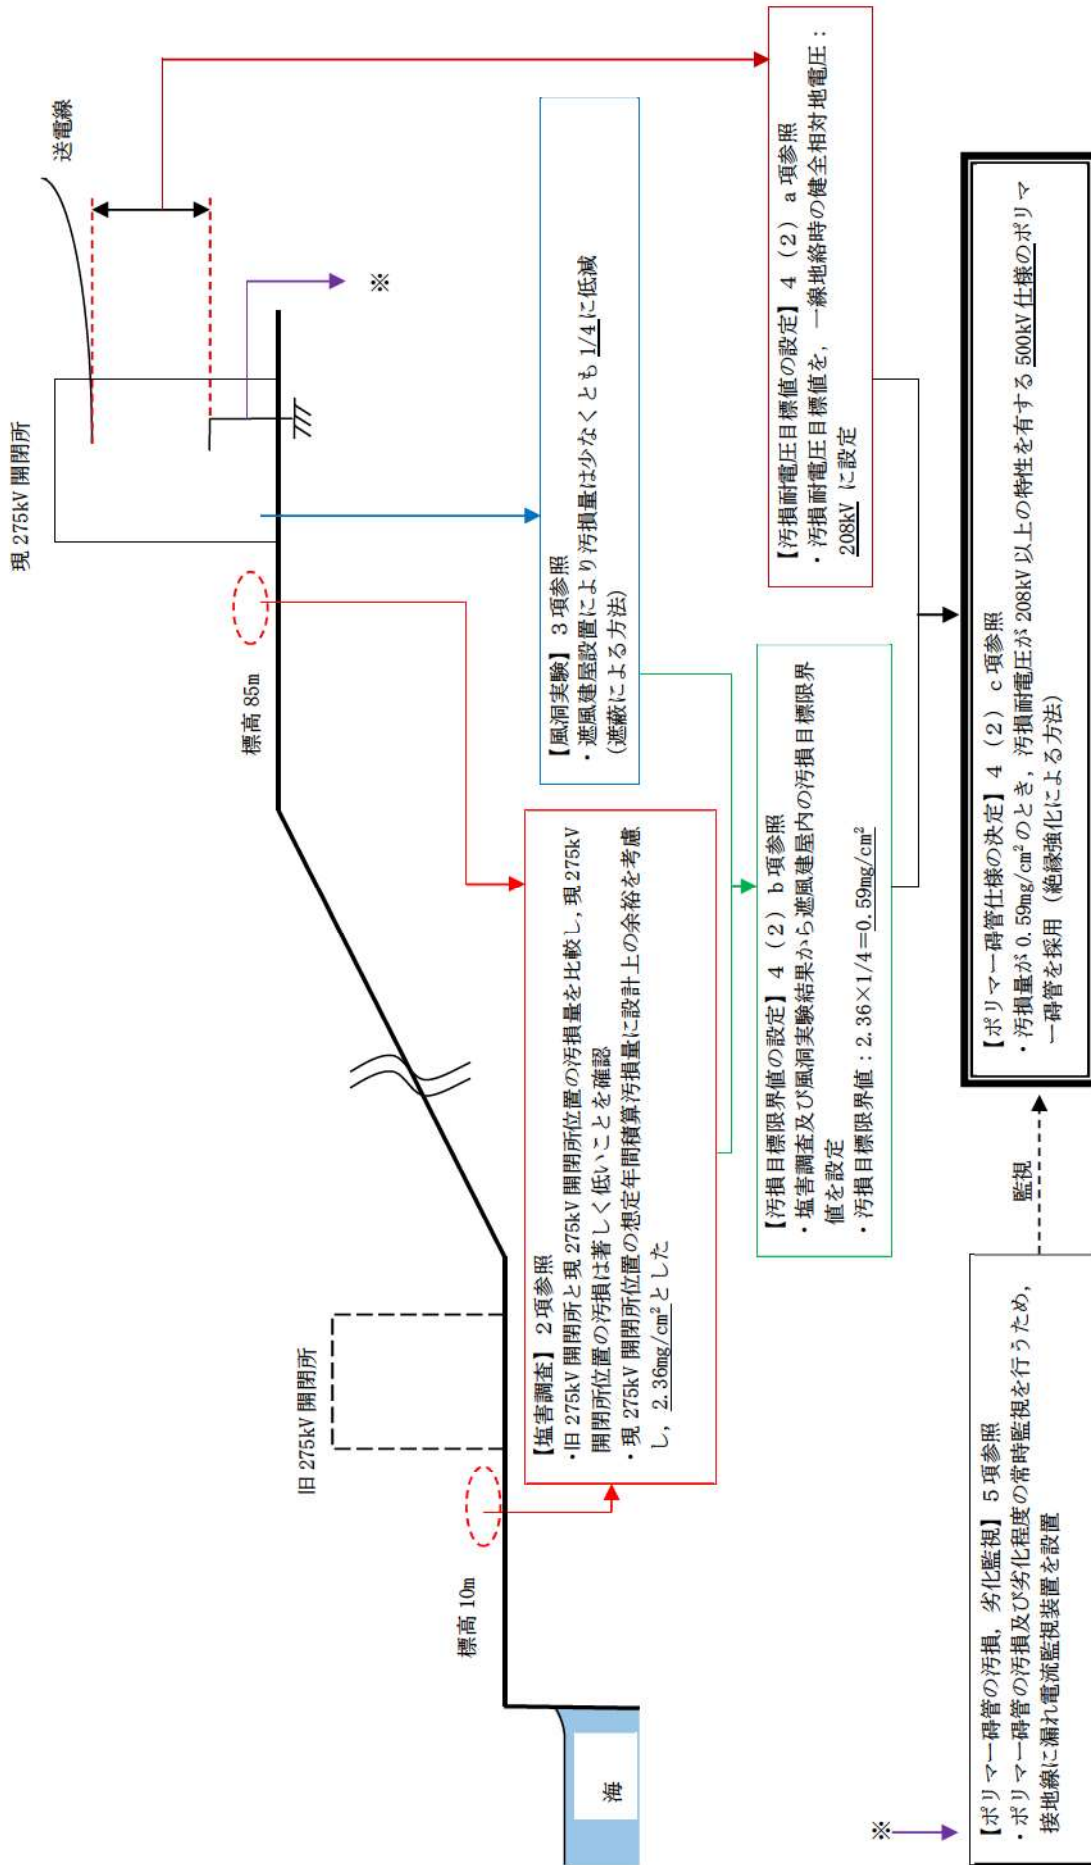 現 275kV 開閉所
送電線
※
標高 85m
旧 275kV 開閉所
標高 10m
海
【塩害調査】2項参照
・旧 275kV 開閉所と現 275kV 開閉所位置の汚損量を比較し, 現 275kV
開閉所位置の汚損は著しく低いことを確認
・現 275kV 開閉所位置の想定年間積算汚損量に設計上の余裕を考慮
し, 2.36mg/cm²とした
【風洞実験】3項参照
・遮風建屋設置により汚損量は少なくとも 1/4 に低減
(遮蔽による方法)
【汚損目標限界値の設定】4(2)b項参照
・塩害調査及び風洞実験結果から遮風建屋内の汚損目標限界
値を設定
・汚損目標限界値:2.36×1/4=0.59mg/cm²
【汚損耐電圧目標値の設定】4(2)a項参照
・汚損耐電圧目標値を, 一線地絡時の健全相対地電圧:
208kV に設定
※
【ポリマー碍管の汚損, 劣化監視】5項参照
・ポリマー碍管の汚損及び劣化程度の常時監視を行うため,
接地線に漏れ電流監視装置を設置
監視
【ポリマー碍管仕様の決定】4(2)c項参照
・汚損量が 0.59mg/cm²のとき, 汚損耐電圧が 208kV 以上の特性を有する 500kV 仕様のポリマ
ー碍管を採用(絶縁強化による方法)